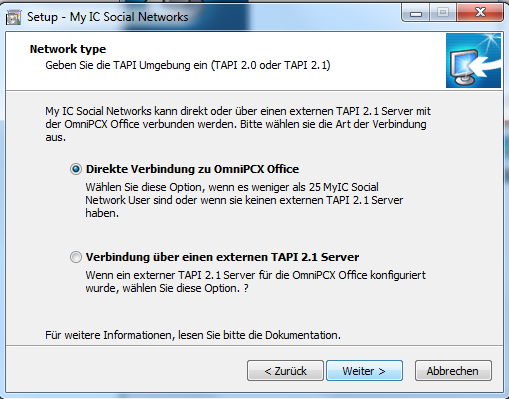 Setup - My IC Social Networks
Network type
Geben Sie die TAPI Umgebung ein (TAPI 2.0 oder TAPI 2.1)
My IC Social Networks kann direkt oder über einen externen TAPI 2.1 Server mit
der OmniPCX Office verbunden werden. Bitte wählen sie die Art der Verbindung
aus.
Direkte Verbindung zu OmniPCX Office
Wählen Sie diese Option, wenn es weniger als 25 MyIC Social
Network User sind oder wenn sie keinen externen TAPI 2.1 Server
haben.
Verbindung über einen externen TAPI 2.1 Server
Wenn ein externer TAPI 2.1 Server für die OmniPCX Office konfiguriert
wurde, wählen Sie diese Option. ?
Für weitere Informationen, lesen Sie bitte die Dokumentation.
< Zurück
Weiter >
Abbrechen